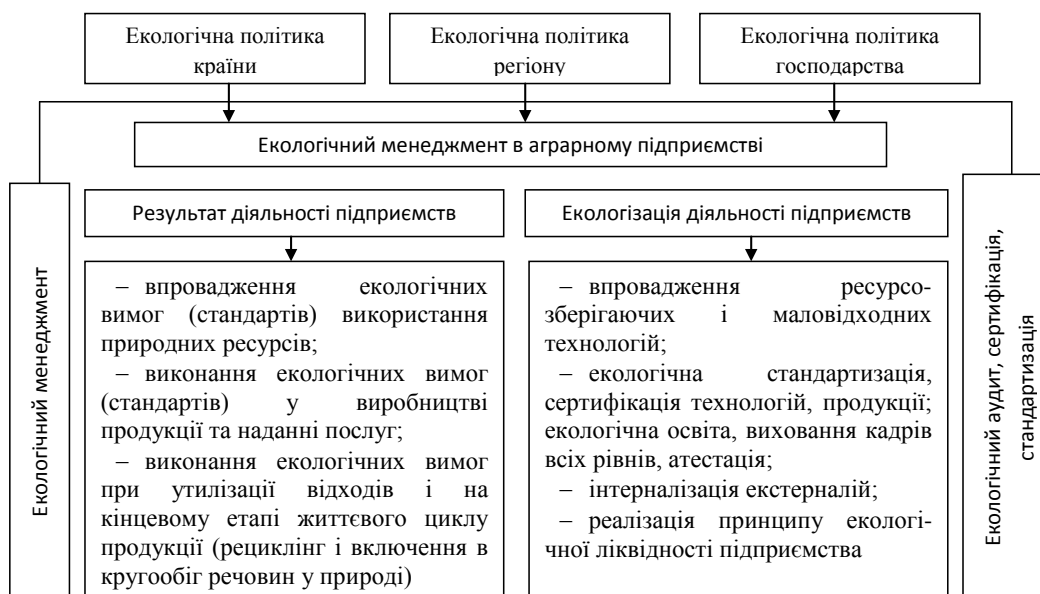 Екологічна політика
країни
Екологічна політика
регіону
Екологічна політика
господарства
Екологічний менеджмент в аграрному підприємстві
Екологічний менеджмент
Результат діяльності підприємств
– впровадження екологічних
вимог (стандартів) використання
природних ресурсів;
– виконання екологічних вимог
(стандартів) у виробництві
продукції та наданні послуг;
– виконання екологічних вимог
при утилізації відходів і на
кінцевому етапі життєвого циклу
продукції (рециклінг і включення в
кругообіг речовин у природі)
Екологізація діяльності підприємств
– впровадження ресурсо-
зберігаючих і маловідходних
технологій;
– екологічна стандартизація,
сертифікація технологій, продукції;
екологічна освіта, виховання кадрів
всіх рівнів, атестація;
– інтерналізація екстерналій;
– реалізація принципу екологі-
чної ліквідності підприємства
Екологічний аудит, сертифікація,
стандартизація